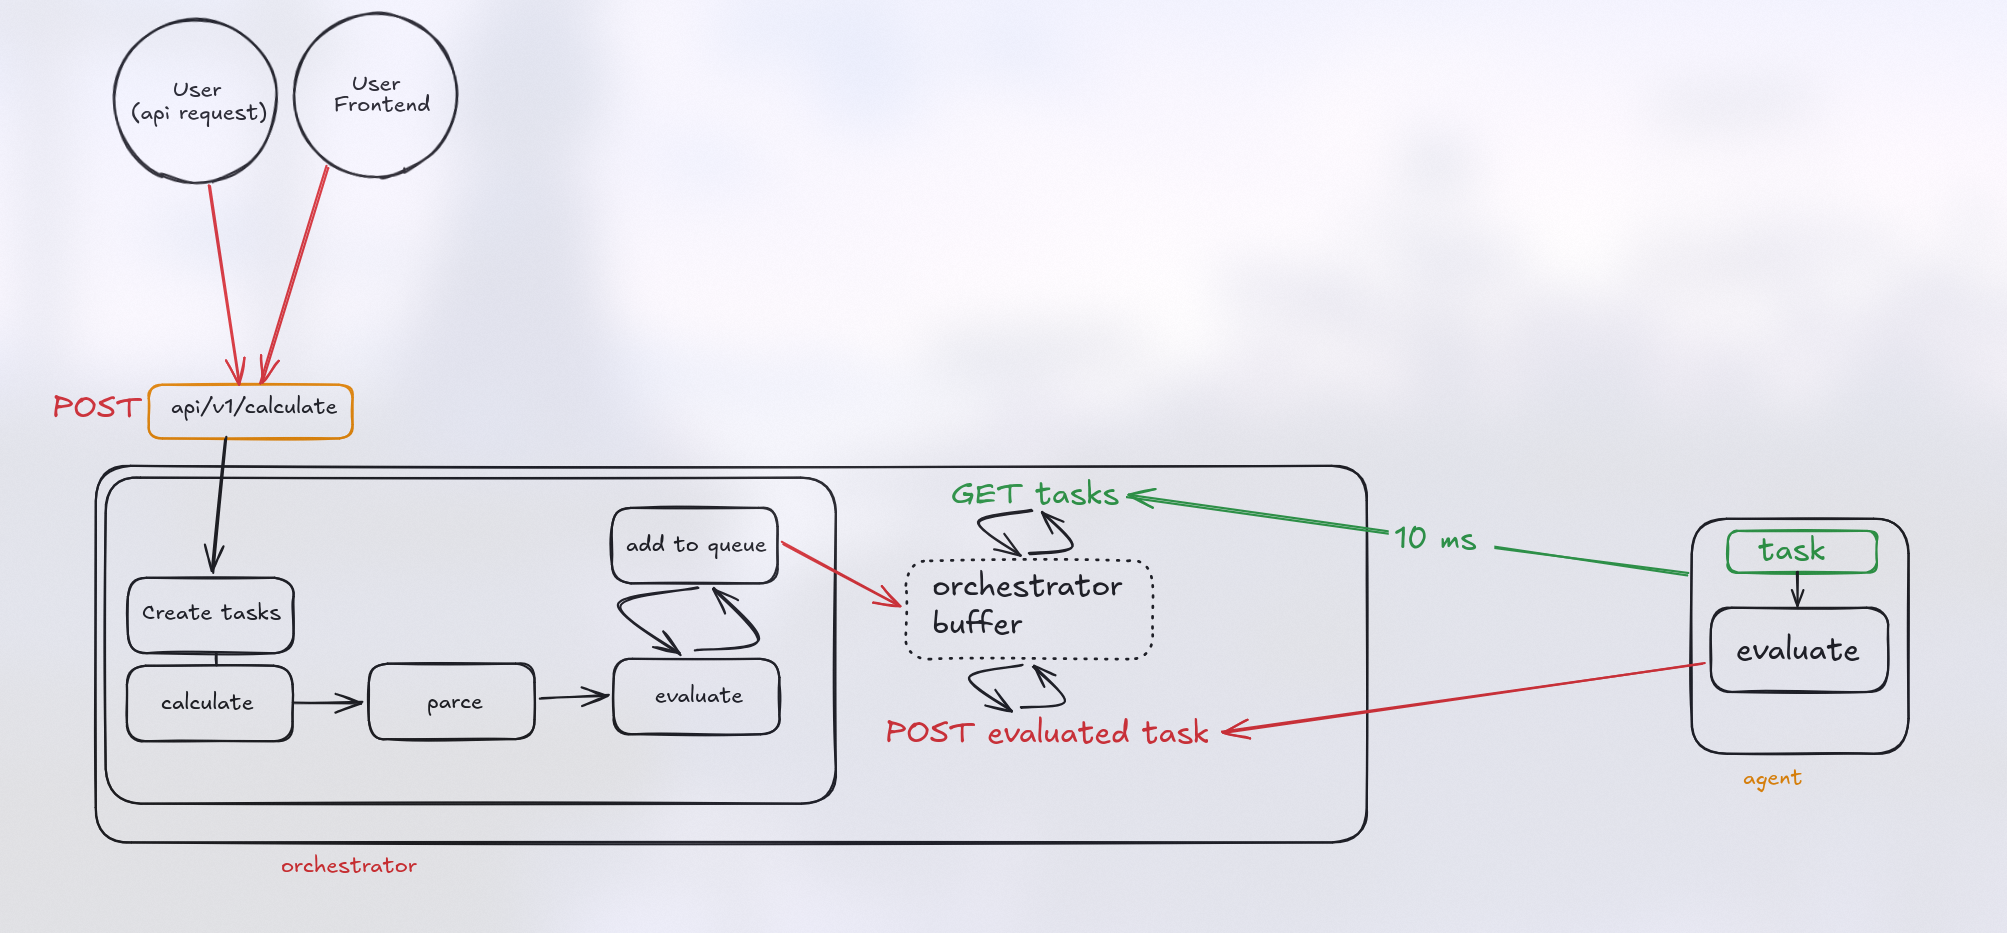 User
(api request)
User
Frontend
POST
api/v1/calculate
GET tasks
10 ms
task
add to queue
orchestrator
buffer
Create tasks
evaluate
calculate
parce
evaluate
POST evaluated task
agent
orchestrator